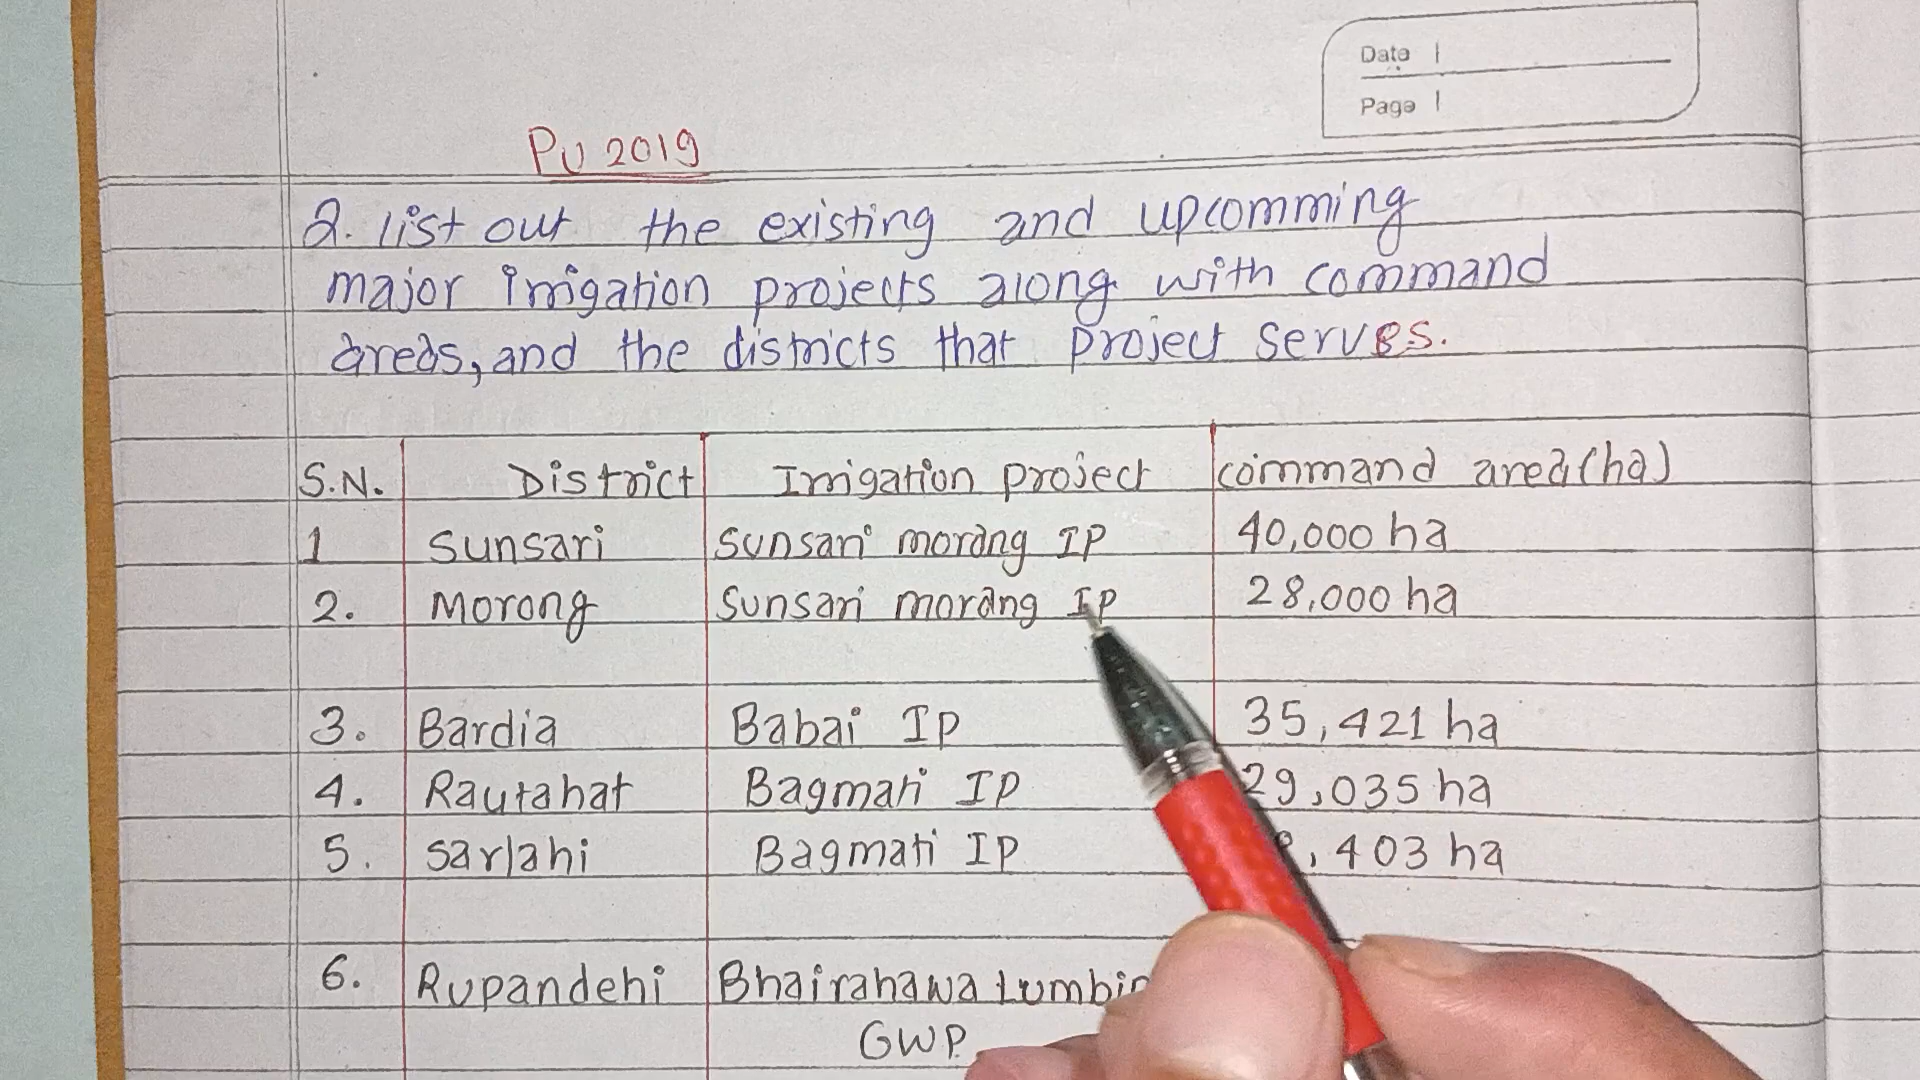 Date
Page
PU 2019
2. list out the existing and upcomming
major irrigation projects along with command
areas, and the districts that project serves.
S.N. District Irrigation project command area(ha)
1 Sunsari Sunsari morang IP 40,000 ha
2. Morong Sunsari morang IP 28,000 ha
3. Bardia Babai IP 35,421 ha
4. Rautahat Bagmati IP 29,035 ha
5. sarlahi Bagmati IP ,403 ha
6. Rupandehi Bhairahawa
GWP.